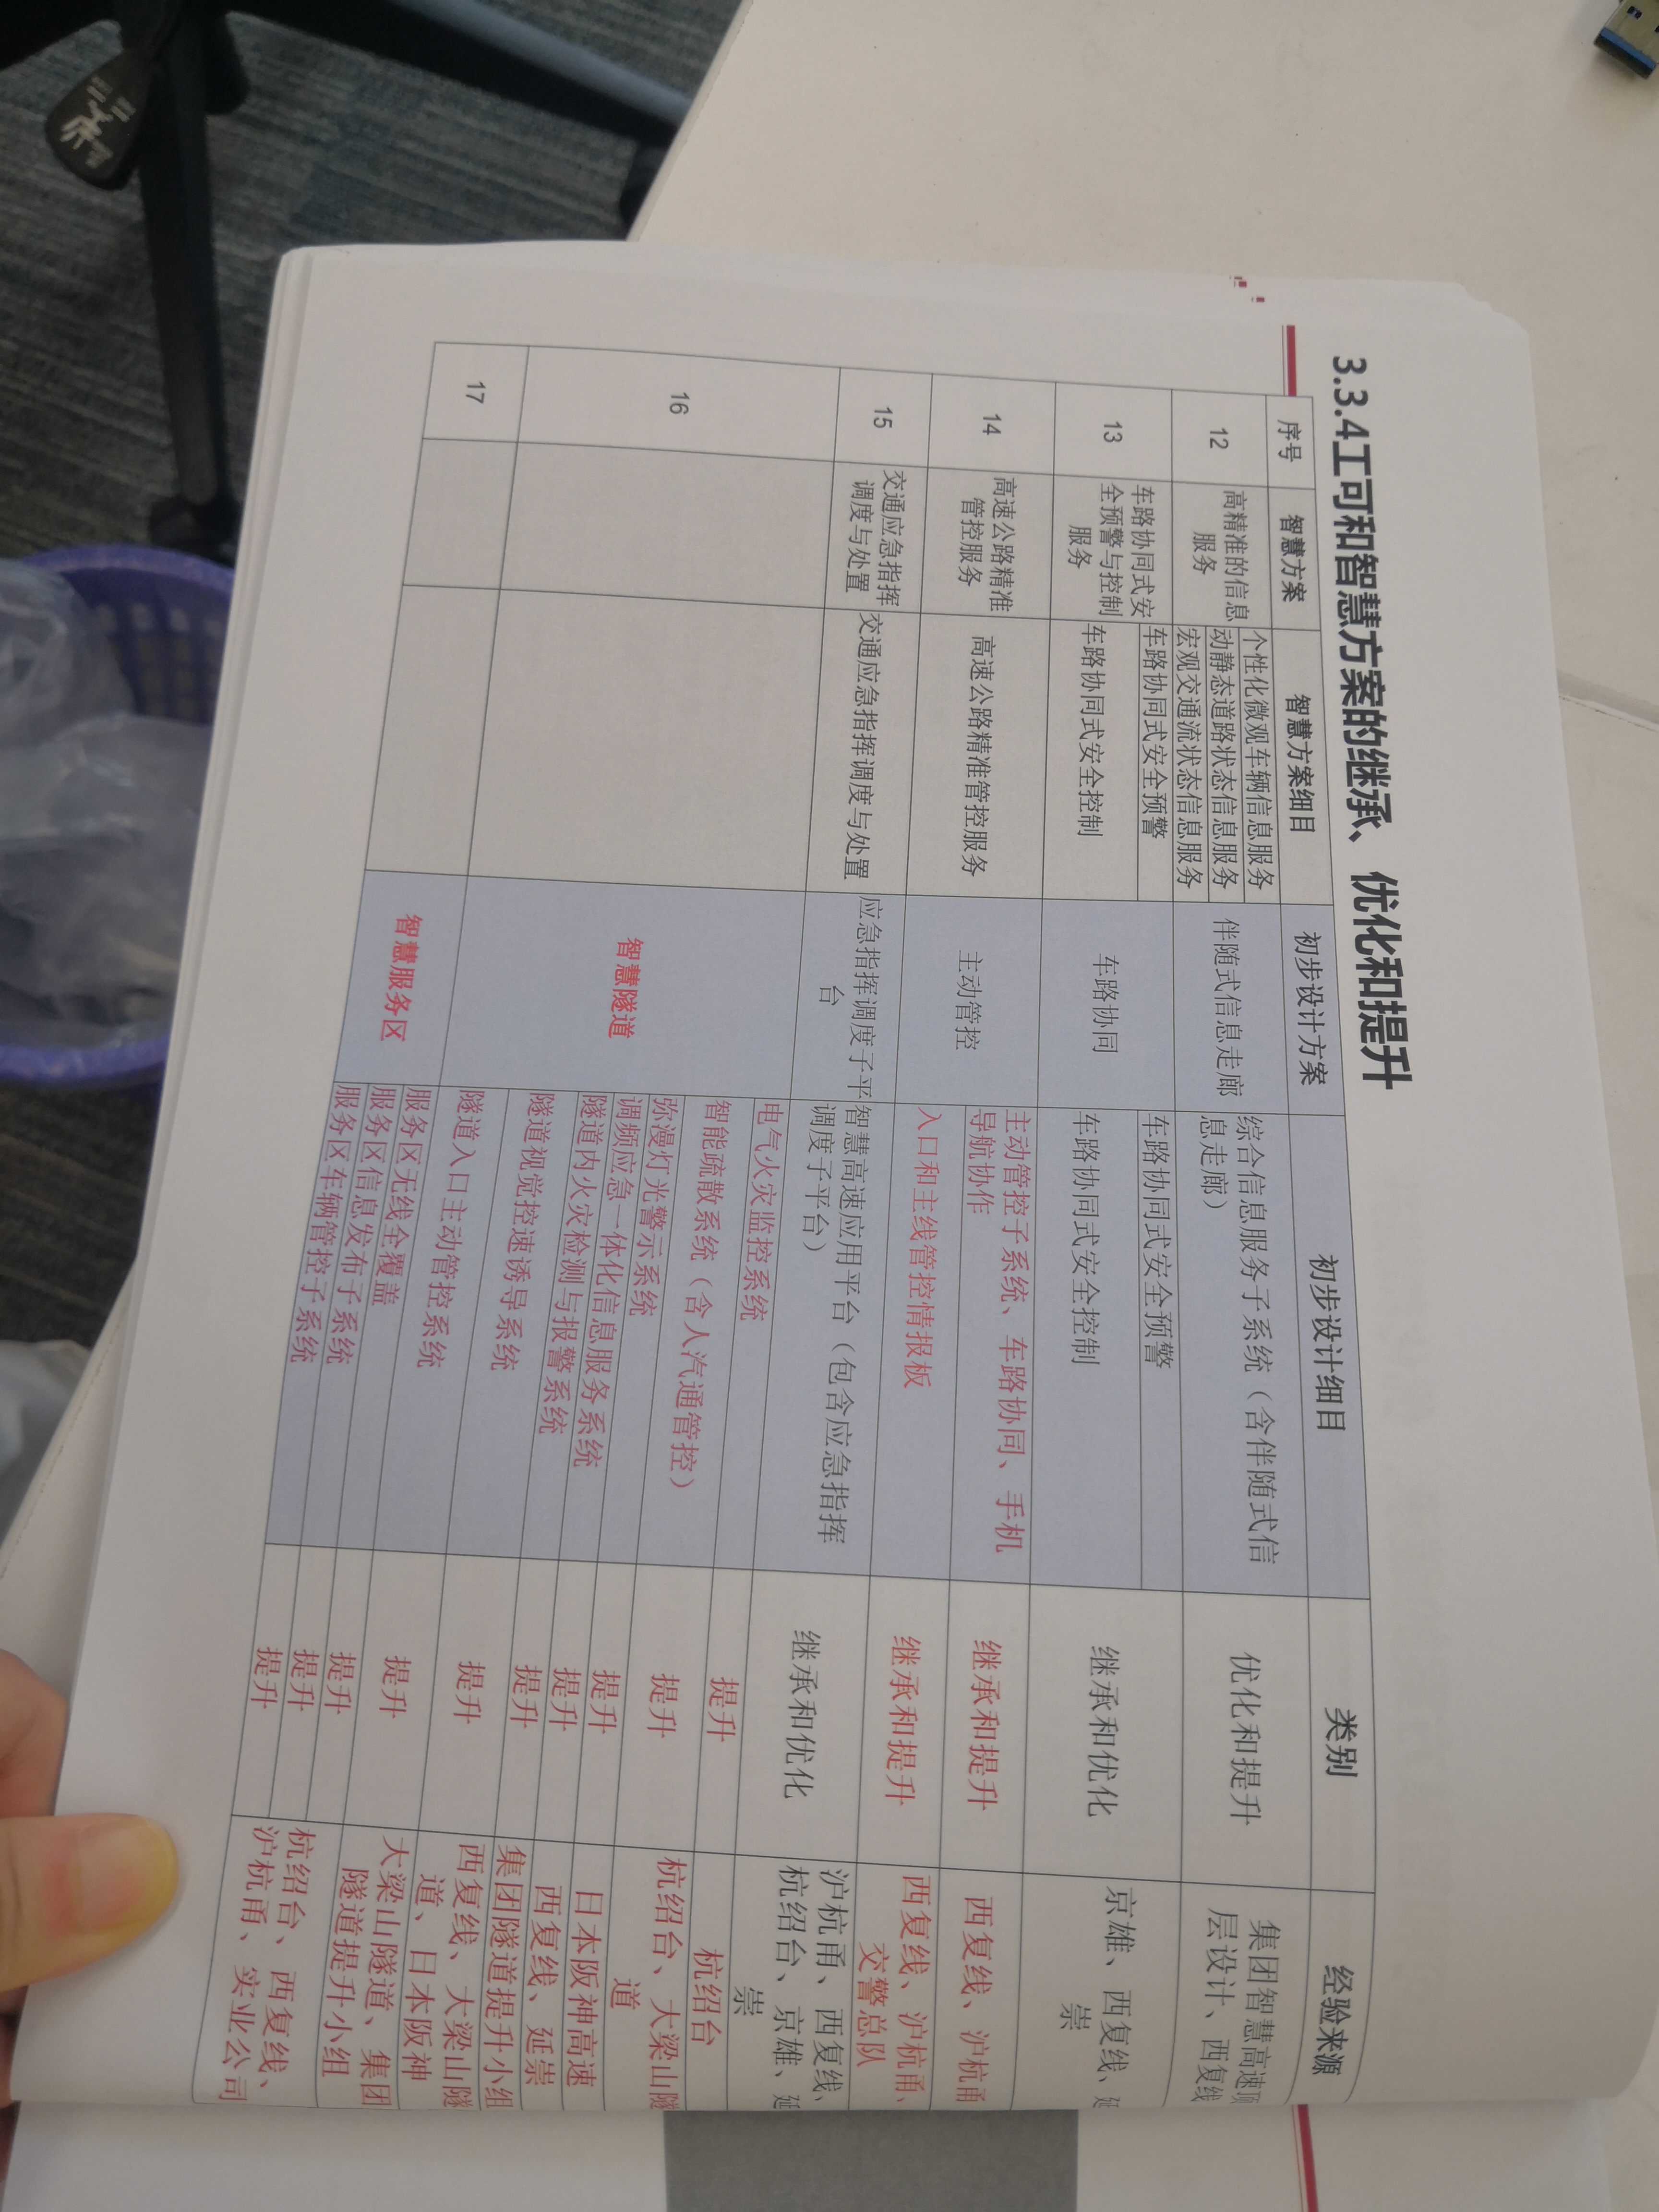 3.3.4工可和智慧方案的继承、优化和提升
序号 智慧方案 智慧方案细目 初步设计方案 初步设计细目 类别 经验来源
12
高精准的信息
服务
个性化微观车辆信息服务
动静态道路状态信息服务
宏观交通流状态信息服务
伴随式信息走廊
综合信息服务子系统（含伴随式信
息走廊）
优化和提升
集团智慧高速顶
层设计、西复线
13
车路协同式安
全预警与控制
服务
车路协同式安全预警
车路协同式安全控制
车路协同
车路协同式安全预警
车路协同式安全控制
继承和优化
京雄、西复线、延
崇
14
高速公路精准
管控服务
高速公路精准管控服务
主动管控
主动管控子系统、车路协同、手机
导航协作
继承和提升
西复线、沪杭甬
入口和主线管控情报板
继承和提升
西复线、沪杭甬、
交警总队
15
交通应急指挥
调度与处置
交通应急指挥调度与处置
应急指挥调度子平
台
智慧高速应用平台（包含应急指挥
调度子平台）
继承和优化
沪杭甬、西复线、
杭绍台、京雄、延
崇
16
智慧隧道
电气火灾监控系统
提升
杭绍台
智能疏散系统（含人汽通管控）
提升
杭绍台、大梁山隧
道
弥漫灯光警示系统
提升
日本阪神高速
调频应急一体化信息服务系统
提升
西复线、延崇
隧道内火灾检测与报警系统
提升
集团隧道提升小组
隧道视觉控速诱导系统
提升
西复线、大梁山隧
道、日本阪神
隧道入口主动管控系统
提升
大梁山隧道、集团
隧道提升小组
17
智慧服务区
服务区无线全覆盖
提升
服务区信息发布子系统
提升
服务区车辆管控子系统
提升
杭绍台、西复线、
沪杭甬、实业公司